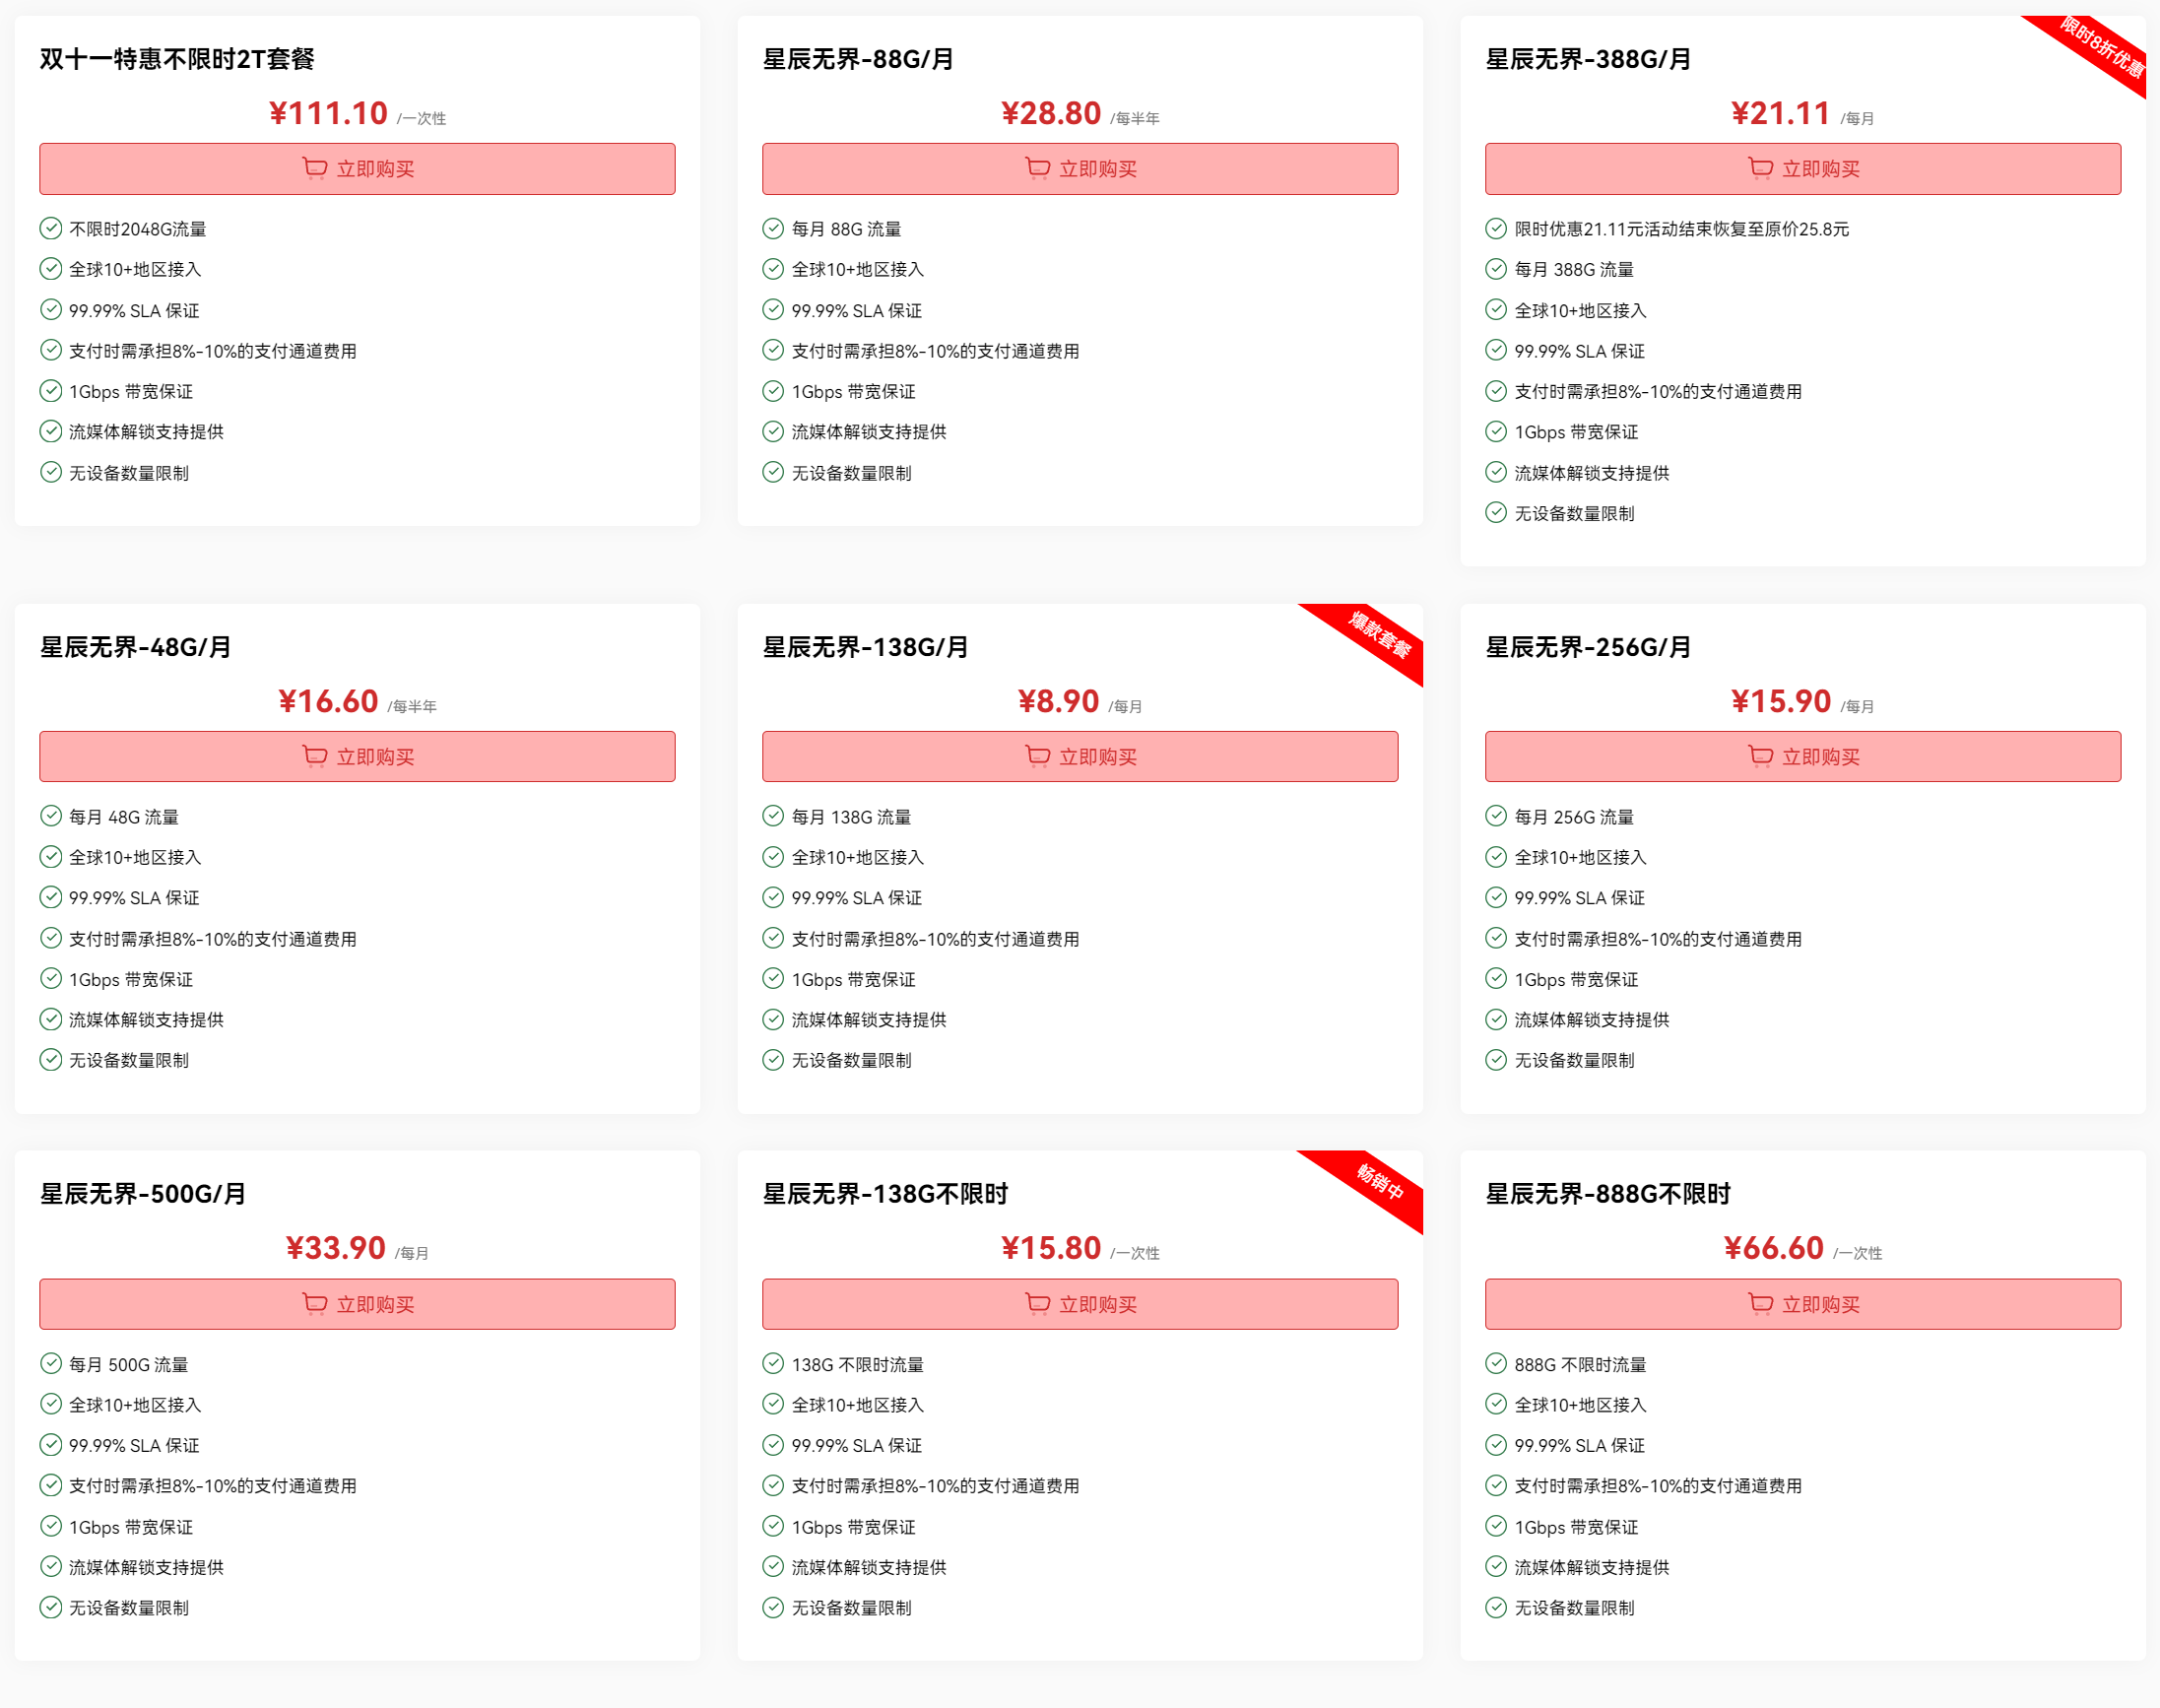 双十一特惠不限时2T套餐
¥111.10 /一次性
立即购买
不限时2048G流量
全球10+地区接入
99.99% SLA 保证
支付时需承担8%-10%的支付通道费用
1Gbps 带宽保证
流媒体解锁支持提供
无设备数量限制
星辰无界-88G/月
¥28.80 /每半年
立即购买
每月 88G 流量
全球10+地区接入
99.99% SLA 保证
支付时需承担8%-10%的支付通道费用
1Gbps 带宽保证
流媒体解锁支持提供
无设备数量限制
限时8折优惠
星辰无界-388G/月
¥21.11 /每月
立即购买
限时优惠21.11元活动结束恢复至原价25.8元
每月 388G 流量
全球10+地区接入
99.99% SLA 保证
支付时需承担8%-10%的支付通道费用
1Gbps 带宽保证
流媒体解锁支持提供
无设备数量限制
星辰无界-48G/月
¥16.60 /每半年
立即购买
每月 48G 流量
全球10+地区接入
99.99% SLA 保证
支付时需承担8%-10%的支付通道费用
1Gbps 带宽保证
流媒体解锁支持提供
无设备数量限制
爆款套餐
星辰无界-138G/月
¥8.90 /每月
立即购买
每月 138G 流量
全球10+地区接入
99.99% SLA 保证
支付时需承担8%-10%的支付通道费用
1Gbps 带宽保证
流媒体解锁支持提供
无设备数量限制
星辰无界-256G/月
¥15.90 /每月
立即购买
每月 256G 流量
全球10+地区接入
99.99% SLA 保证
支付时需承担8%-10%的支付通道费用
1Gbps 带宽保证
流媒体解锁支持提供
无设备数量限制
星辰无界-500G/月
¥33.90 /每月
立即购买
每月 500G 流量
全球10+地区接入
99.99% SLA 保证
支付时需承担8%-10%的支付通道费用
1Gbps 带宽保证
流媒体解锁支持提供
无设备数量限制
畅销中
星辰无界-138G不限时
¥15.80 /一次性
立即购买
138G 不限时流量
全球10+地区接入
99.99% SLA 保证
支付时需承担8%-10%的支付通道费用
1Gbps 带宽保证
流媒体解锁支持提供
无设备数量限制
星辰无界-888G不限时
¥66.60 /一次性
立即购买
888G 不限时流量
全球10+地区接入
99.99% SLA 保证
支付时需承担8%-10%的支付通道费用
1Gbps 带宽保证
流媒体解锁支持提供
无设备数量限制